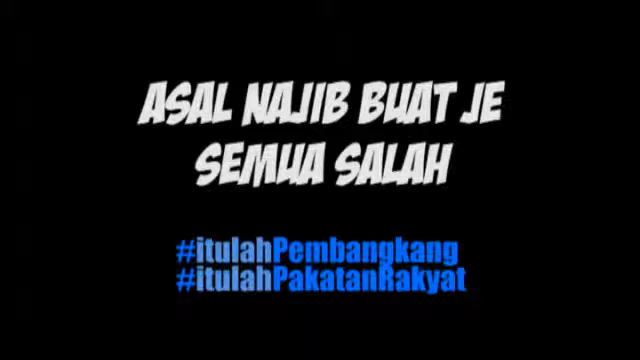 ASAL NAJIB BUAT JE
SEMUA SALAH
#itulahPembangkang
#itulahPakatanRakyat